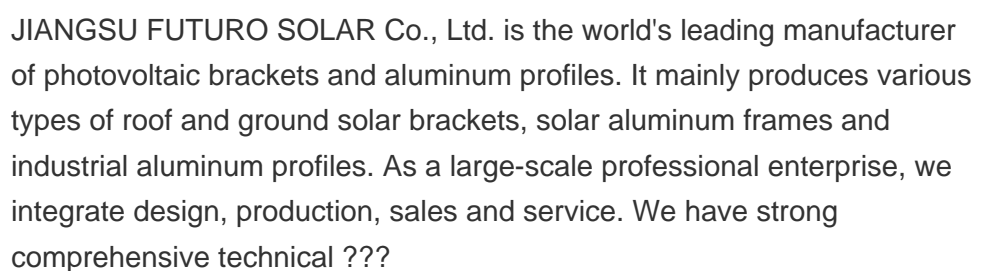 JIANGSU FUTURO SOLAR Co., Ltd. is the world's leading manufacturer
of photovoltaic brackets and aluminum profiles. It mainly produces various
types of roof and ground solar brackets, solar aluminum frames and
industrial aluminum profiles. As a large-scale professional enterprise, we
integrate design, production, sales and service. We have strong
comprehensive technical ???